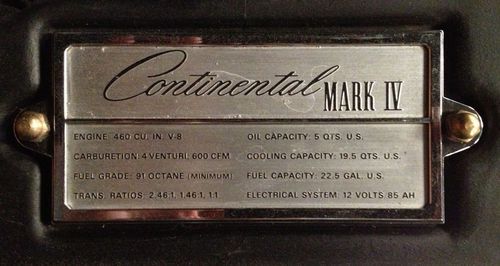 Continental MARK IV
ENGINE: 460 CU. IN. V-8
CARBURETION: 4 VENTURI, 600 CFM
FUEL GRADE: 91 OCTANE (MINIMUM)
TRANS. RATIOS: 2.46:1, 1.46:1, 1:1
OIL CAPACITY: 5 QTS. U.S.
COOLING CAPACITY: 19.5 QTS. U.S.
FUEL CAPACITY: 22.5 GAL. U.S.
ELECTRICAL SYSTEM: 12 VOLTS/85 AH